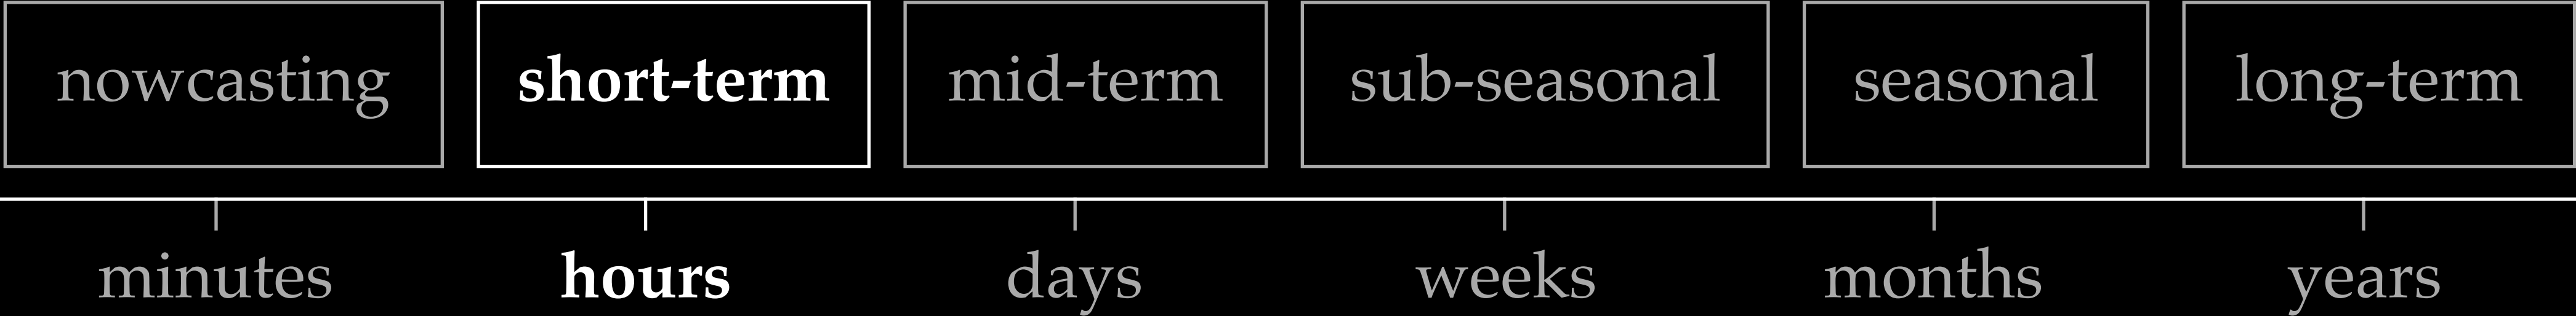 nowcasting short-term mid-term sub-seasonal seasonal long-term
minutes hours days weeks months years